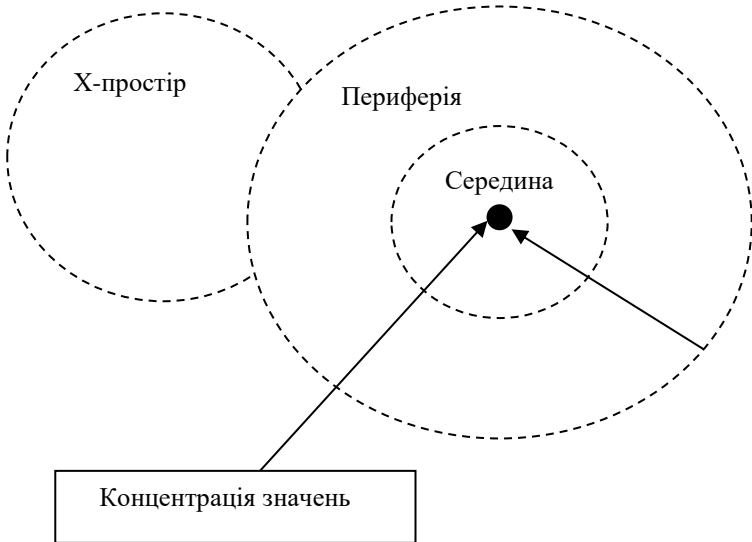 Х-простір
Периферія
Середина
Концентрація значень